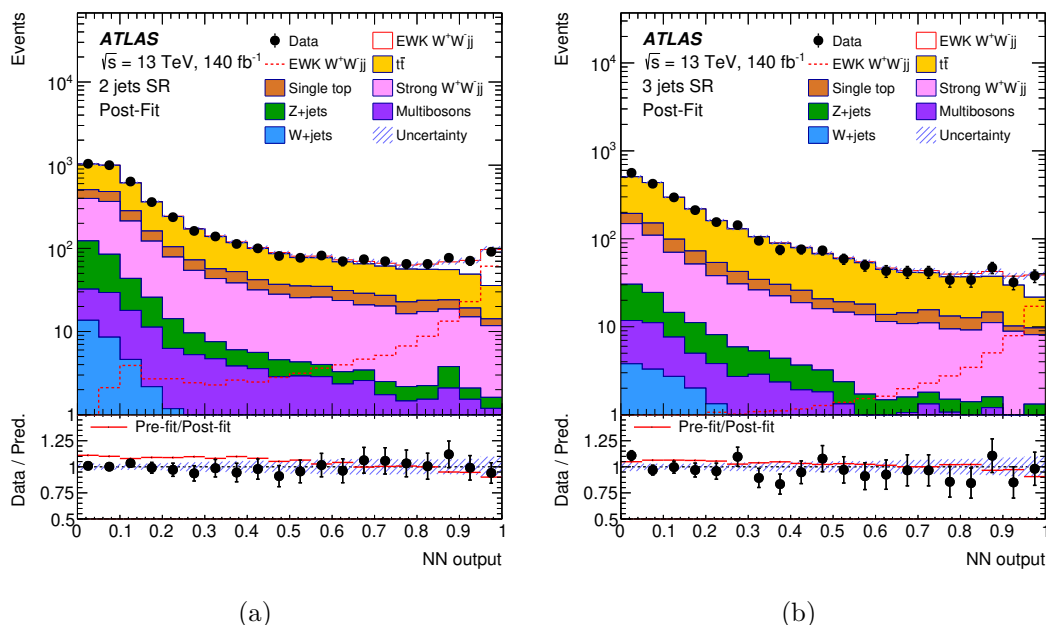 Events
ATLAS
√s = 13 TeV, 140 fb⁻¹
2 jets SR
Post-Fit
Data
EWK W⁺W⁻jj
EWK W⁺W⁻jj
tt̄
Single top
Strong W⁺W⁻jj
Z+jets
Multibosons
W+jets
Uncertainty
10⁴
10³
10²
10
1
Data / Pred.
Pre-fit/Post-fit
1.25
1
0.75
0.5
0 0.1 0.2 0.3 0.4 0.5 0.6 0.7 0.8 0.9 1
NN output
(a)
Events
ATLAS
√s = 13 TeV, 140 fb⁻¹
3 jets SR
Post-Fit
Data
EWK W⁺W⁻jj
EWK W⁺W⁻jj
tt̄
Single top
Strong W⁺W⁻jj
Z+jets
Multibosons
W+jets
Uncertainty
10⁴
10³
10²
10
1
Data / Pred.
Pre-fit/Post-fit
1.25
1
0.75
0.5
0 0.1 0.2 0.3 0.4 0.5 0.6 0.7 0.8 0.9 1
NN output
(b)